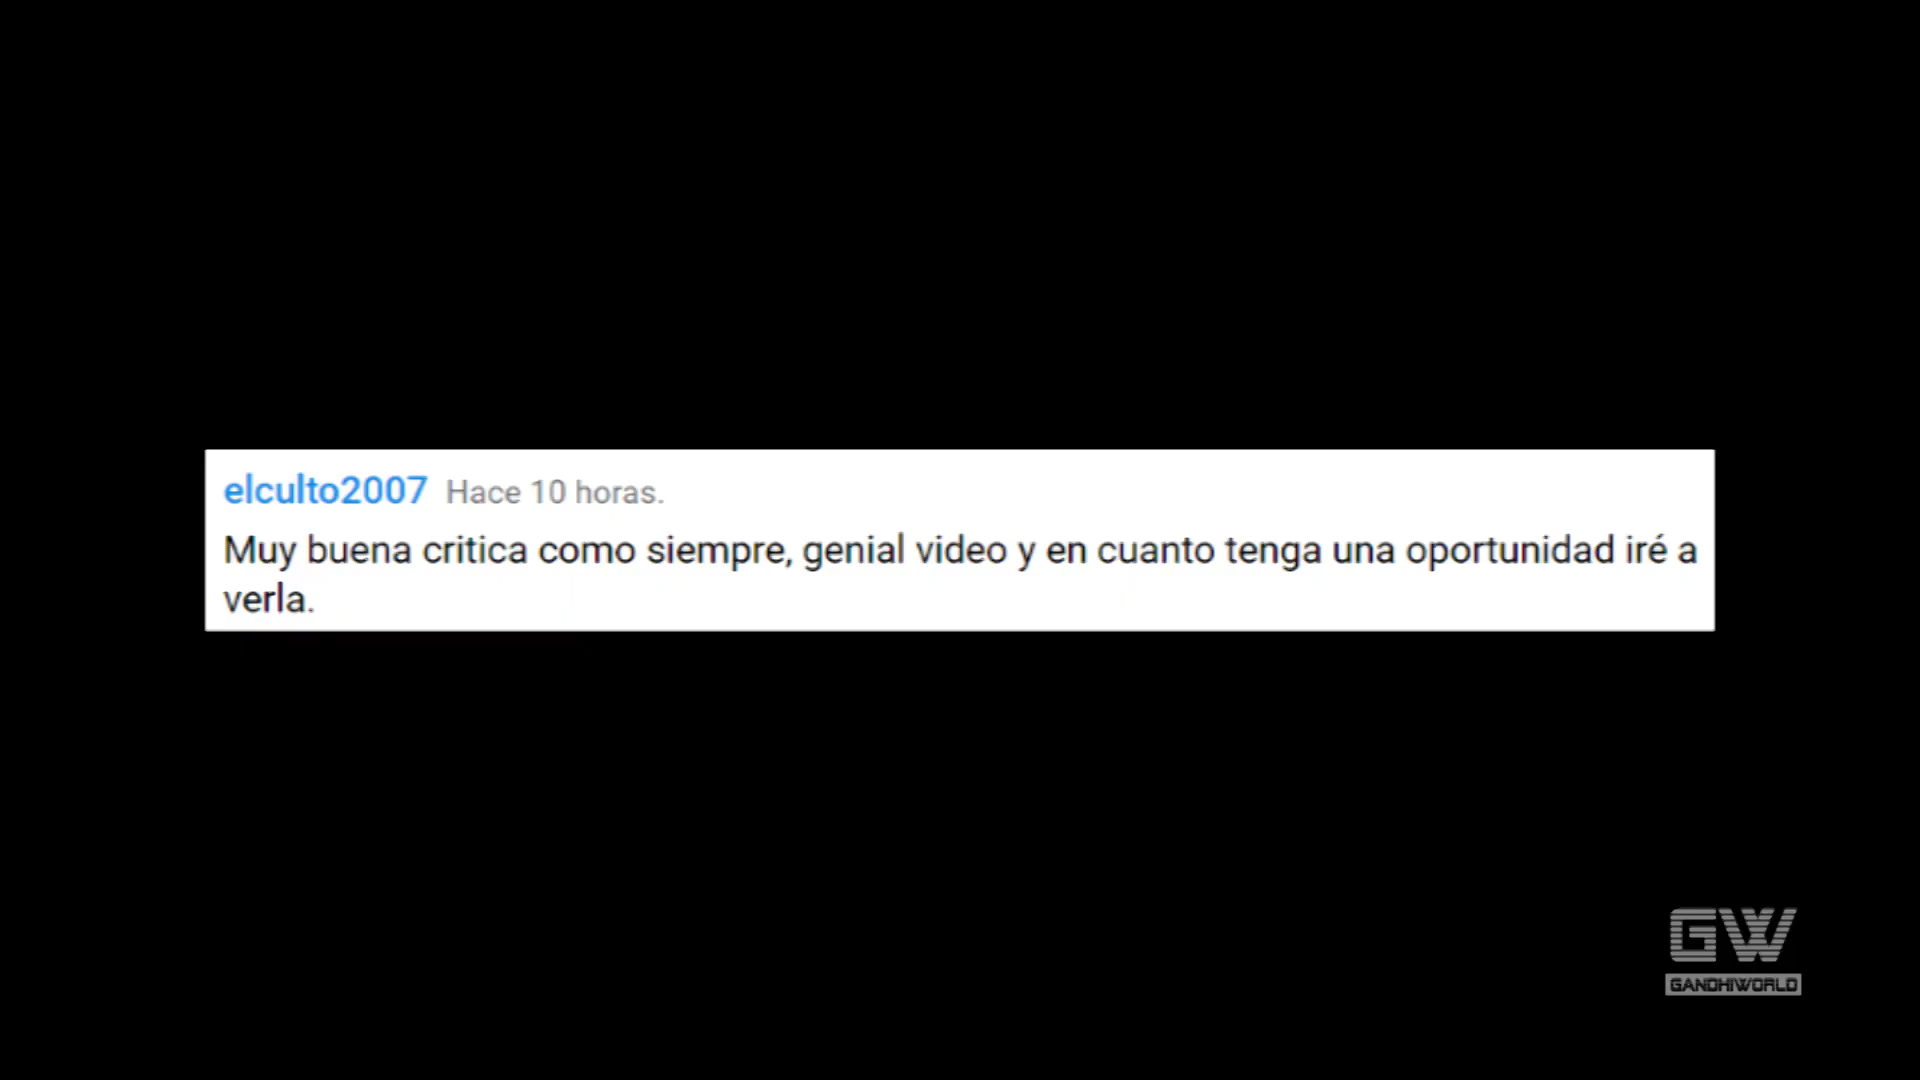 elculto2007 Hace 10 horas.
Muy buena critica como siempre, genial video y en cuanto tenga una oportunidad iré a
verla.
GW
GANDHIWORLD